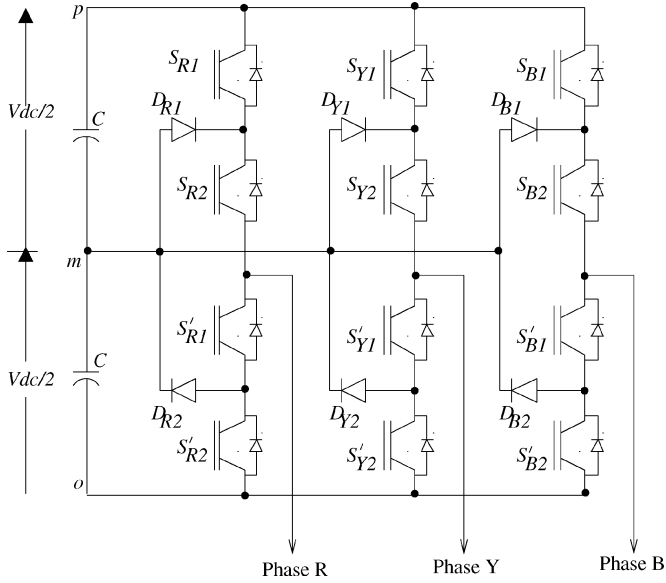 p
S_R1 S_Y1 S_B1
D_R1 D_Y1 D_B1
Vdc/2 C
S_R2 S_Y2 S_B2
m
S'_R1 S'_Y1 S'_B1
C
Vdc/2
D_R2 D_Y2 D_B2
S'_R2 S'_Y2 S'_B2
o
Phase R Phase Y Phase B